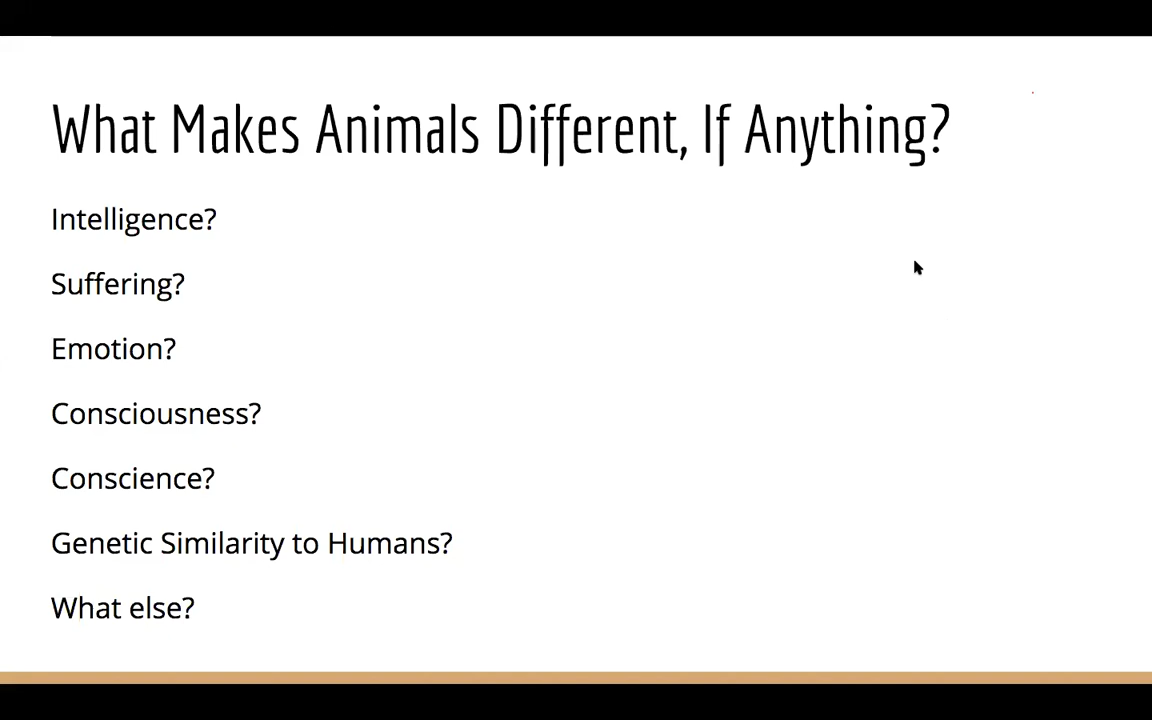 What Makes Animals Different, If Anything?
Intelligence?
Suffering?
Emotion?
Consciousness?
Conscience?
Genetic Similarity to Humans?
What else?